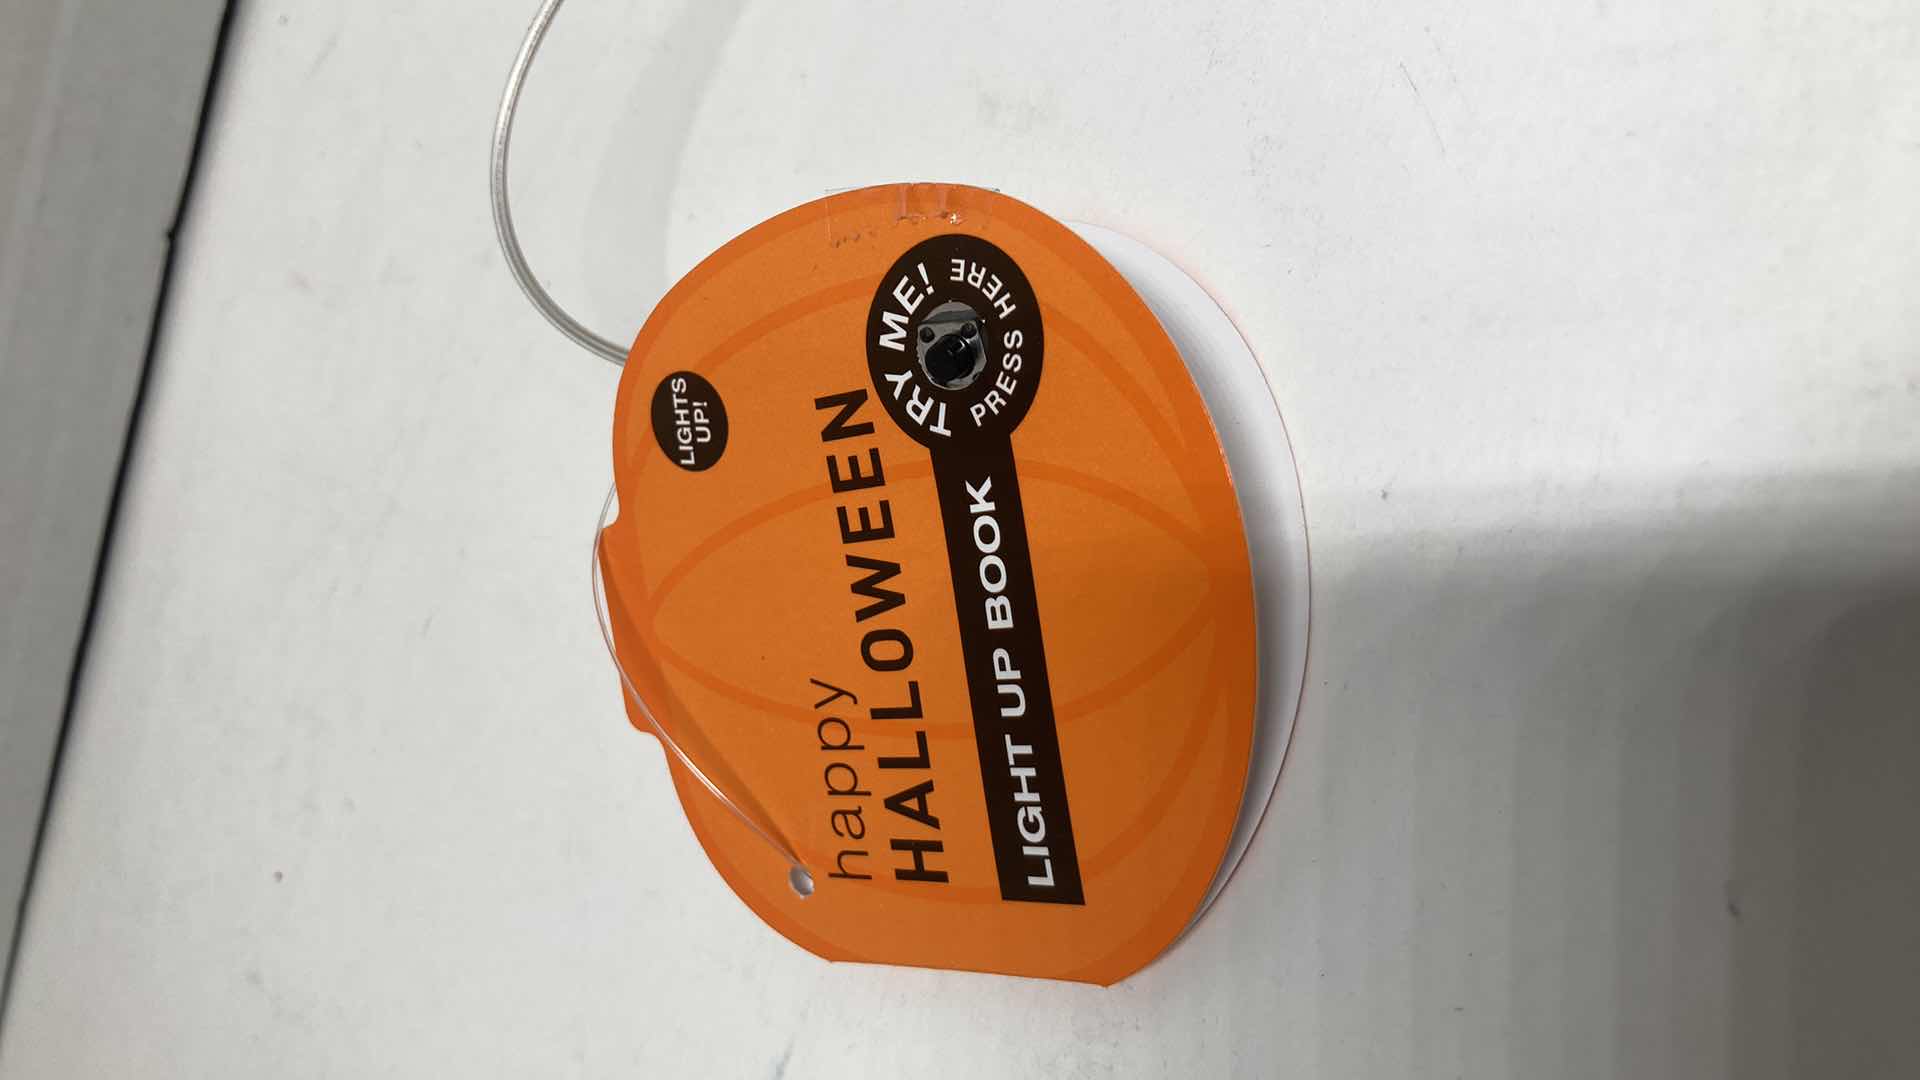 LIGHTS
UP!
happy
HALLOWEEN
TRY ME!
PRESS HERE
LIGHT UP BOOK